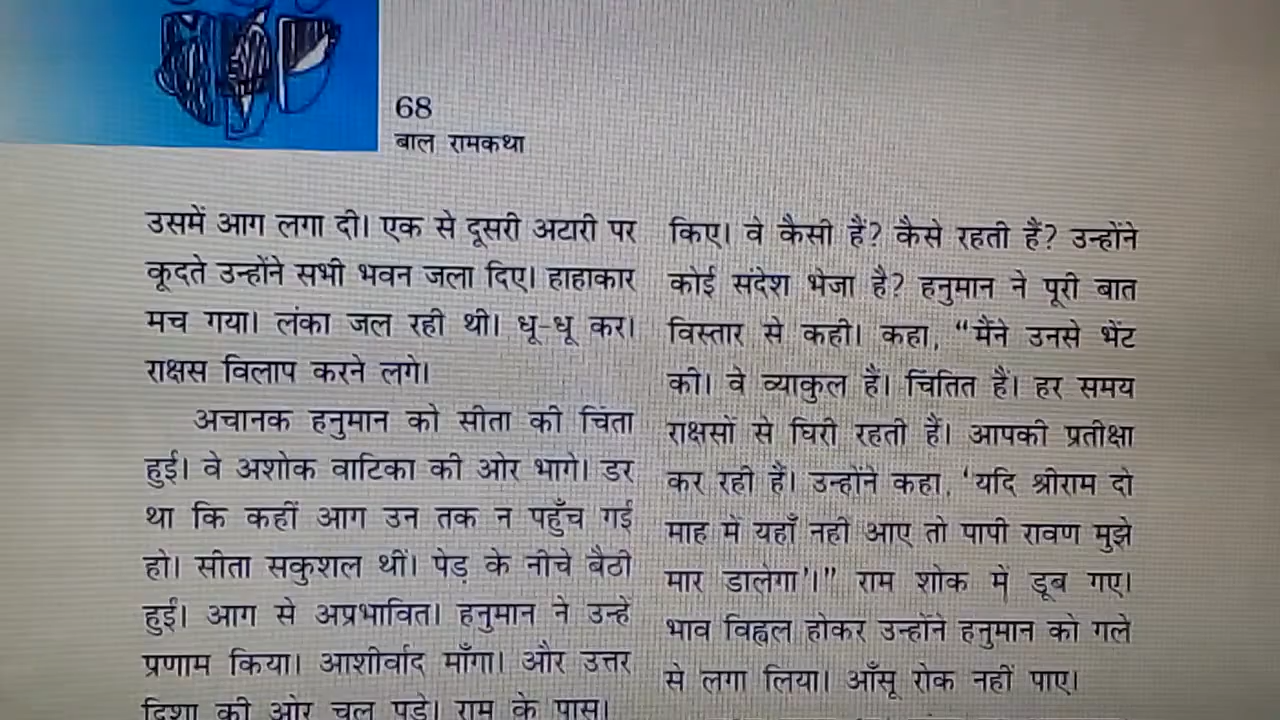 68
बाल रामकथा
उसमें आग लगा दी। एक से दूसरी अटारी पर
कूदते उन्होंने सभी भवन जला दिए। हाहाकार
मच गया। लंका जल रही थी। धू-धू कर।
राक्षस विलाप करने लगे।
अचानक हनुमान को सीता की चिंता
हुई। वे अशोक वाटिका की ओर भागे। डर
था कि कहीं आग उन तक न पहुँच गई
हो। सीता सकुशल थीं। पेड़ के नीचे बैठी
हुईं। आग से अप्रभावित। हनुमान ने उन्हें
प्रणाम किया। आशीर्वाद माँगा। और उत्तर
दिशा की ओर चल पड़े। राम के पास।
किए। वे कैसी हैं? कैसे रहती हैं? उन्होंने
कोई संदेश भेजा है? हनुमान ने पूरी बात
विस्तार से कही। कहा, “मैंने उनसे भेंट
की। वे व्याकुल हैं। चिंतित हैं। हर समय
राक्षसों से घिरी रहती हैं। आपकी प्रतीक्षा
कर रही हैं। उन्होंने कहा, ‘यदि श्रीराम दो
माह में यहाँ नहीं आए तो पापी रावण मुझे
मार डालेगा’।” राम शोक में डूब गए।
भाव विह्वल होकर उन्होंने हनुमान को गले
से लगा लिया। आँसू रोक नहीं पाए।